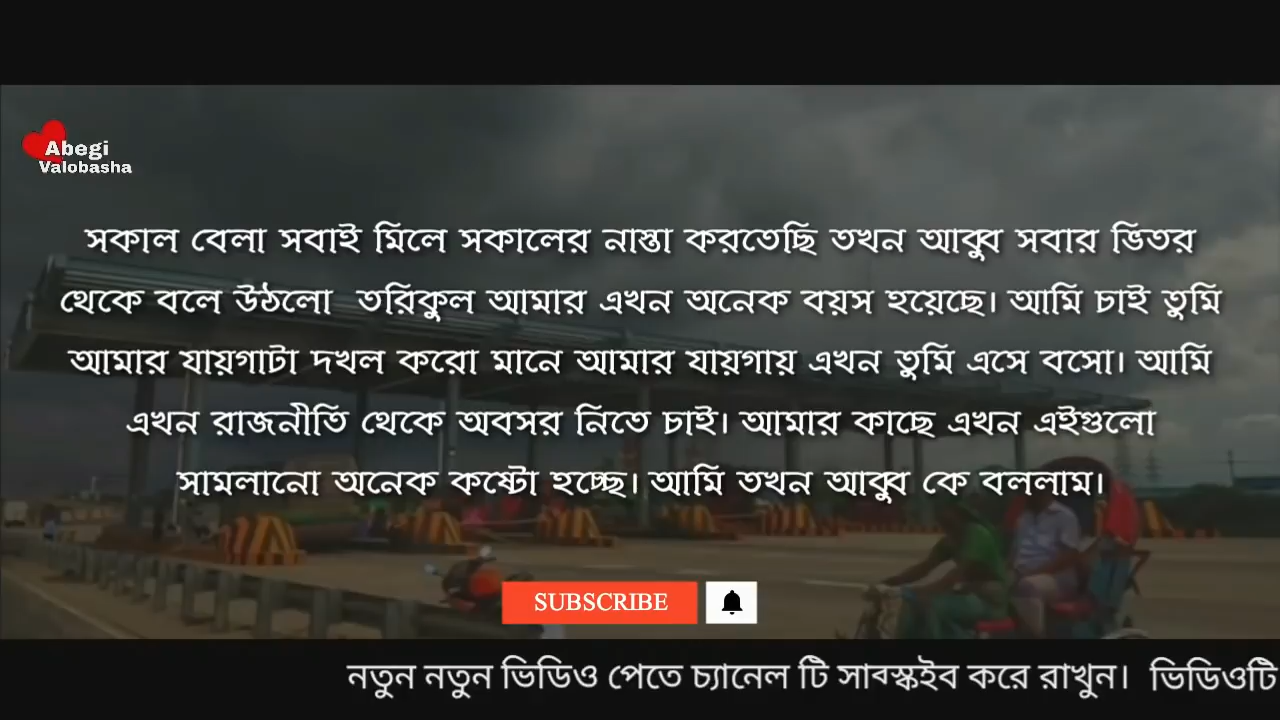 Abegi
Valobasha
সকাল বেলা সবাই মিলে সকালের নাস্তা করতেছি তখন আব্বু সবার ভিতর
থেকে বলে উঠলো তরিকুল আমার এখন অনেক বয়স হয়েছে। আমি চাই তুমি
আমার যায়গাটা দখল করো মানে আমার যায়গায় এখন তুমি এসে বসো। আমি
এখন রাজনীতি থেকে অবসর নিতে চাই। আমার কাছে এখন এইগুলো
সামলানো অনেক কষ্টো হচ্ছে। আমি তখন আব্বু কে বললাম।
SUBSCRIBE
নতুন নতুন ভিডিও পেতে চ্যানেল টি সাবস্ক্রাইব করে রাখুন। ভিডিওটি